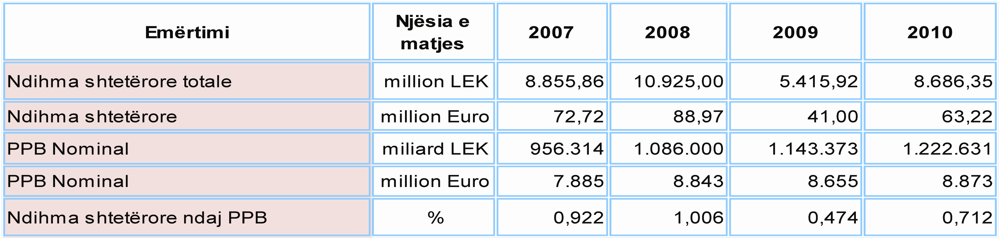 Emërtimi Njësia e matjes 2007 2008 2009 2010
Ndihma shtetërore totale million LEK 8.855,86 10.925,00 5.415,92 8.686,35
Ndihma shtetërore million Euro 72,72 88,97 41,00 63,22
PPB Nominal miliard LEK 956.314 1.086.000 1.143.373 1.222.631
PPB Nominal million Euro 7.885 8.843 8.655 8.873
Ndihma shtetërore ndaj PPB % 0,922 1,006 0,474 0,712